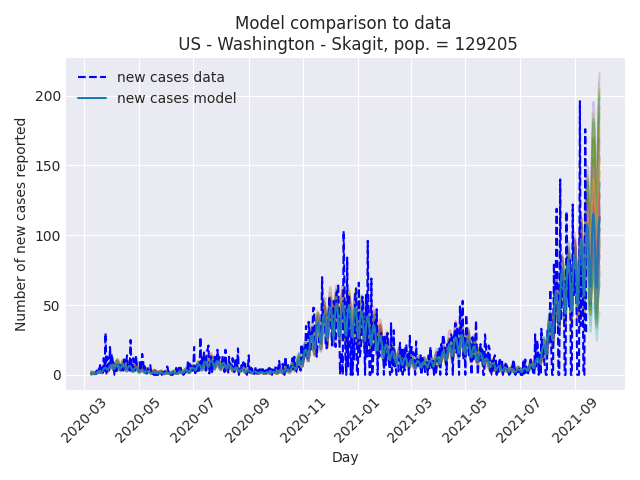 Model comparison to data
US - Washington - Skagit, pop. = 129205
new cases data
new cases model
Number of new cases reported
200
150
100
50
0
2020-03
2020-05
2020-07
2020-09
2020-11
2021-01
2021-03
2021-05
2021-07
2021-09
Day